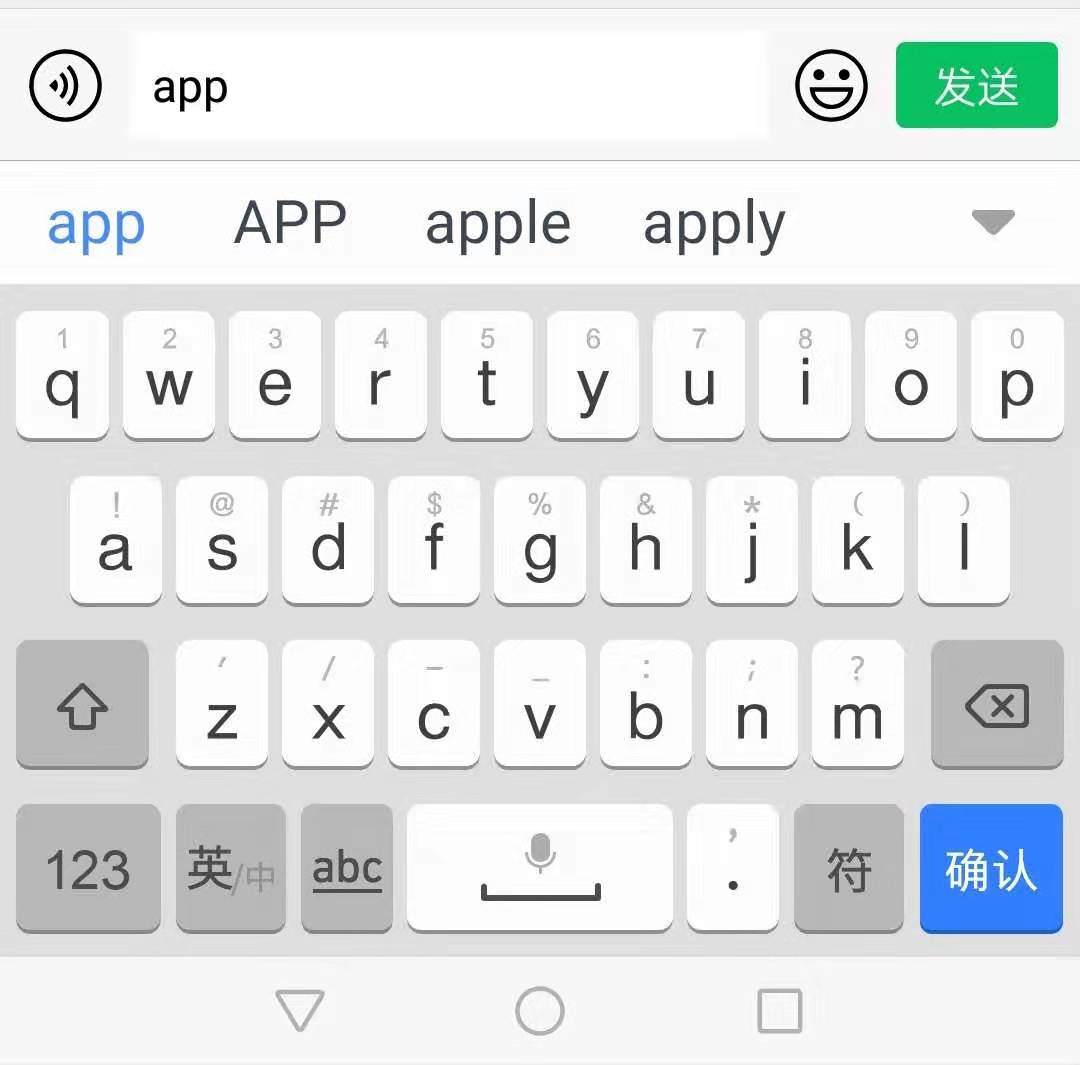 app 发送
app APP apple apply
1 2 3 4 5 6 7 8 9 0
q w e r t y u i o p
! @ # $ % & * ( )
a s d f g h j k l
' / – _ : ; ?
z x c v b n m
123 英/中 abc , . 符 确认